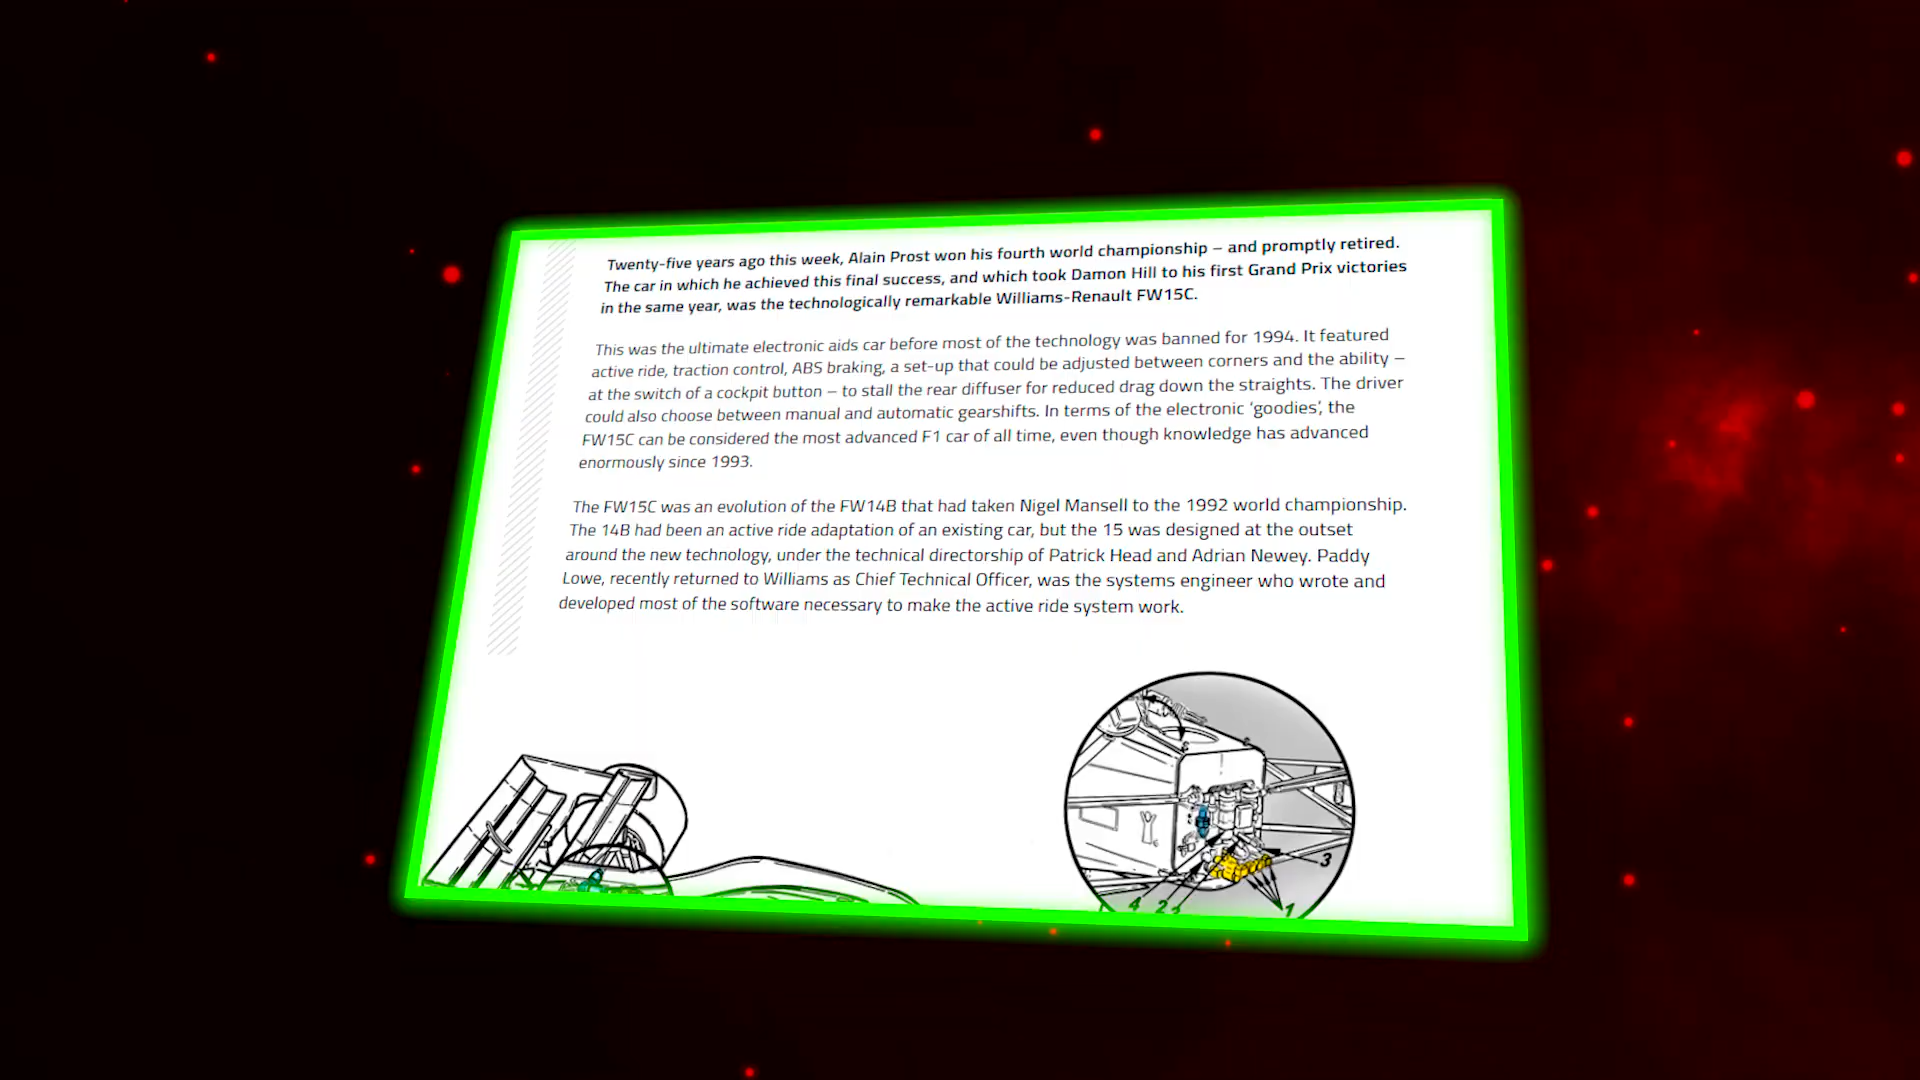 Twenty-five years ago this week, Alain Prost won his fourth world championship – and promptly retired.
The car in which he achieved this final success, and which took Damon Hill to his first Grand Prix victories
in the same year, was the technologically remarkable Williams-Renault FW15C.
This was the ultimate electronic aids car before most of the technology was banned for 1994. It featured
active ride, traction control, ABS braking, a set-up that could be adjusted between corners and the ability –
at the switch of a cockpit button – to stall the rear diffuser for reduced drag down the straights. The driver
could also choose between manual and automatic gearshifts. In terms of the electronic ‘goodies’, the
FW15C can be considered the most advanced F1 car of all time, even though knowledge has advanced
enormously since 1993.
The FW15C was an evolution of the FW14B that had taken Nigel Mansell to the 1992 world championship.
The 14B had been an active ride adaptation of an existing car, but the 15 was designed at the outset
around the new technology, under the technical directorship of Patrick Head and Adrian Newey. Paddy
Lowe, recently returned to Williams as Chief Technical Officer, was the systems engineer who wrote and
developed most of the software necessary to make the active ride system work.
3
4 2 1